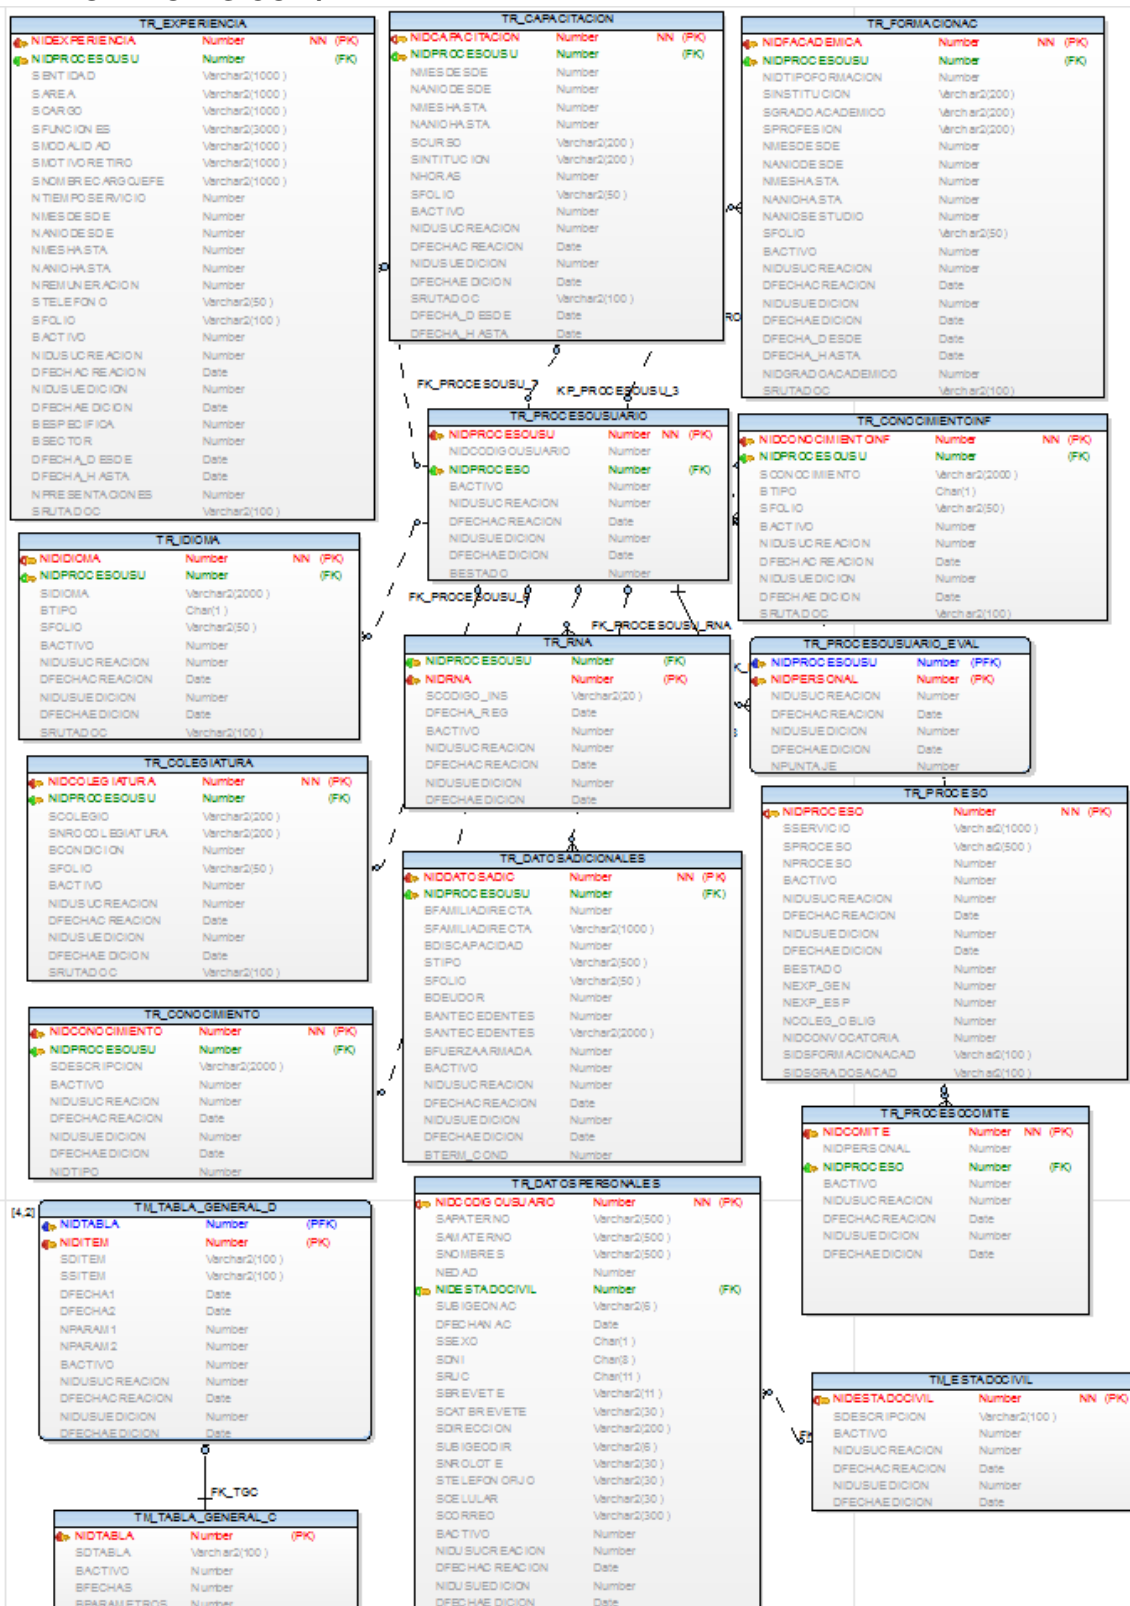 TR_EXPERIENCIA
NIDEXPERIENCIA Number NN (PK)
NIDPROCESOUSU Number (FK)
SENTIDAD Varchar2(1000)
SAREA Varchar2(1000)
SCARGO Varchar2(1000)
SFUNCIONES Varchar2(3000)
SMODALIDAD Varchar2(1000)
SMOTIVORETIRO Varchar2(1000)
SNOMBRECARGOJEFE Varchar2(1000)
NTIEMPOSERVICIO Number
NMESDESDE Number
NANIODESDE Number
NMESHASTA Number
NANIOHASTA Number
NREMUNERACION Number
STELEFONO Varchar2(50)
SFOLIO Varchar2(100)
BACTIVO Number
NIDUSUCREACION Number
DFECHACREACION Date
NIDUSUEDICION Number
DFECHAEDICION Date
BESPECIFICA Number
BSECTOR Number
DFECHA_DESDE Date
DFECHA_HASTA Date
NPRESENTACIONES Number
SRUTADOC Varchar2(100)
TR_CAPACITACION
NIDCAPACITACION Number NN (PK)
NIDPROCESOUSU Number (FK)
NMESDESDE Number
NANIODESDE Number
NMESHASTA Number
NANIOHASTA Number
SCURSO Varchar2(200)
SINTITUCION Varchar2(200)
NHORAS Number
SFOLIO Varchar2(50)
BACTIVO Number
NIDUSUCREACION Number
DFECHACREACION Date
NIDUSUEDICION Number
DFECHAEDICION Date
SRUTADOC Varchar2(100)
DFECHA_DESDE Date
DFECHA_HASTA Date
TR_FORMACIONAC
NIDFACADEMICA Number NN (PK)
NIDPROCESOUSU Number (FK)
NIDTIPOFORMACION Number
SINSTITUCION Varchar2(200)
SGRADOACADEMICO Varchar2(200)
SPROFESION Varchar2(200)
NMESDESDE Number
NANIODESDE Number
NMESHASTA Number
NANIOHASTA Number
NANIOSESTUDIO Number
SFOLIO Varchar2(50)
BACTIVO Number
NIDUSUCREACION Number
DFECHACREACION Date
NIDUSUEDICION Number
DFECHAEDICION Date
DFECHA_DESDE Date
DFECHA_HASTA Date
NIDGRADOACADEMICO Number
SRUTADOC Varchar2(100)
FK_PROCESOUSU_7
KP_PROCESOUSU_3
TR_PROCESOUSUARIO
NIDPROCESOUSU Number NN (PK)
NIDCODIGOUSUARIO Number
NIDPROCESO Number (FK)
BACTIVO Number
NIDUSUCREACION Number
DFECHACREACION Date
NIDUSUEDICION Number
DFECHAEDICION Date
BESTADO Number
TR_CONOCIMIENTOINF
NIDCONOCIMIENTOINF Number NN (PK)
NIDPROCESOUSU Number (FK)
SCONOCIMIENTO Varchar2(2000)
BTIPO Char(1)
SFOLIO Varchar2(50)
BACTIVO Number
NIDUSUCREACION Number
DFECHACREACION Date
NIDUSUEDICION Number
DFECHAEDICION Date
SRUTADOC Varchar2(100)
TR_IDIOMA
NIDIDIOMA Number NN (PK)
NIDPROCESOUSU Number (FK)
SIDIOMA Varchar2(2000)
BTIPO Char(1)
SFOLIO Varchar2(50)
BACTIVO Number
NIDUSUCREACION Number
DFECHACREACION Date
NIDUSUEDICION Number
DFECHAEDICION Date
SRUTADOC Varchar2(100)
FK_PROCESOUSU_RNA
TR_RNA
NIDPROCESOUSU Number (FK)
NIDRNA Number (PK)
SCODIGO_INS Varchar2(20)
DFECHA_REG Date
BACTIVO Number
NIDUSUCREACION Number
DFECHACREACION Date
NIDUSUEDICION Number
DFECHAEDICION Date
TR_PROCESOUSUARIO_EVAL
NIDPROCESOUSU Number (PFK)
NIDPERSONAL Number (PK)
NIDUSUCREACION Number
DFECHACREACION Date
NIDUSUEDICION Number
DFECHAEDICION Date
NPUNTAJE Number
TR_COLEGIATURA
NIDCOLEGIATURA Number NN (PK)
NIDPROCESOUSU Number (FK)
SCOLEGIO Varchar2(200)
SNROCOLEGIATURA Varchar2(200)
BCONDICION Number
SFOLIO Varchar2(50)
BACTIVO Number
NIDUSUCREACION Number
DFECHACREACION Date
NIDUSUEDICION Number
DFECHAEDICION Date
SRUTADOC Varchar2(100)
TR_PROCESO
NIDPROCESO Number NN (PK)
SSERVICIO Varchar2(1000)
SPROCESO Varchar2(500)
NPROCESO Number
BACTIVO Number
NIDUSUCREACION Number
DFECHACREACION Date
NIDUSUEDICION Number
DFECHAEDICION Date
BESTADO Number
NEXP_GEN Number
NEXP_ESP Number
NCOLEG_OBLIG Number
NIDCONVOCATORIA Number
SIDSFORMACIONACAD Varchar2(100)
SIDSGRADOSACAD Varchar2(100)
TR_DATOSADICIONALES
NIDDATOSADIC Number NN (PK)
NIDPROCESOUSU Number (FK)
BFAMILIADIRECTA Number
SFAMILIADIRECTA Varchar2(1000)
BDISCAPACIDAD Number
STIPO Varchar2(500)
SFOLIO Varchar2(50)
BDEUDOR Number
BANTECEDENTES Number
SANTECEDENTES Varchar2(2000)
BFUERZAARMADA Number
BACTIVO Number
NIDUSUCREACION Number
DFECHACREACION Date
NIDUSUEDICION Number
DFECHAEDICION Date
BTERM_COND Number
TR_CONOCIMIENTO
NIDCONOCIMIENTO Number NN (PK)
NIDPROCESOUSU Number (FK)
SDESCRIPCION Varchar2(2000)
BACTIVO Number
NIDUSUCREACION Number
DFECHACREACION Date
NIDUSUEDICION Number
DFECHAEDICION Date
NIDTIPO Number
TR_PROCESOCOMITE
NIDCOMITE Number NN (PK)
NIDPERSONAL Number
NIDPROCESO Number (FK)
BACTIVO Number
NIDUSUCREACION Number
DFECHACREACION Date
NIDUSUEDICION Number
DFECHAEDICION Date
[4,2]
TM_TABLA_GENERAL_D
NIDTABLA Number (PFK)
NIDITEM Number (PK)
SDITEM Varchar2(100)
SSITEM Varchar2(100)
DFECHA1 Date
DFECHA2 Date
NPARAM1 Number
NPARAM2 Number
BACTIVO Number
NIDUSUCREACION Number
DFECHACREACION Date
NIDUSUEDICION Number
DFECHAEDICION Date
TR_DATOSPERSONALES
NIDCODIGOUSUARIO Number NN (PK)
SAPATERNO Varchar2(500)
SAMATERNO Varchar2(500)
SNOMBRES Varchar2(500)
NEDAD Number
NIDESTADOCIVIL Number (FK)
SUBIGEONAC Varchar2(6)
DFECHANAC Date
SSEXO Char(1)
SDNI Char(8)
SRUC Char(11)
SBREVETE Varchar2(11)
SCATBREVETE Varchar2(30)
SDIRECCION Varchar2(200)
SUBIGEODIR Varchar2(6)
SNROLOTE Varchar2(30)
STELEFONOFIJO Varchar2(30)
SCELULAR Varchar2(30)
SCORREO Varchar2(300)
BACTIVO Number
NIDUSUCREACION Number
DFECHACREACION Date
NIDUSUEDICION Number
DFECHAEDICION Date
TM_ESTADOCIVIL
NIDESTADOCIVIL Number NN (PK)
SDESCRIPCION Varchar2(100)
BACTIVO Number
NIDUSUCREACION Number
DFECHACREACION Date
NIDUSUEDICION Number
DFECHAEDICION Date
FK_TGC
TM_TABLA_GENERAL_C
NIDTABLA Number (PK)
SDTABLA Varchar2(100)
BACTIVO Number
BFECHAS Number
BPARAMETROS Number